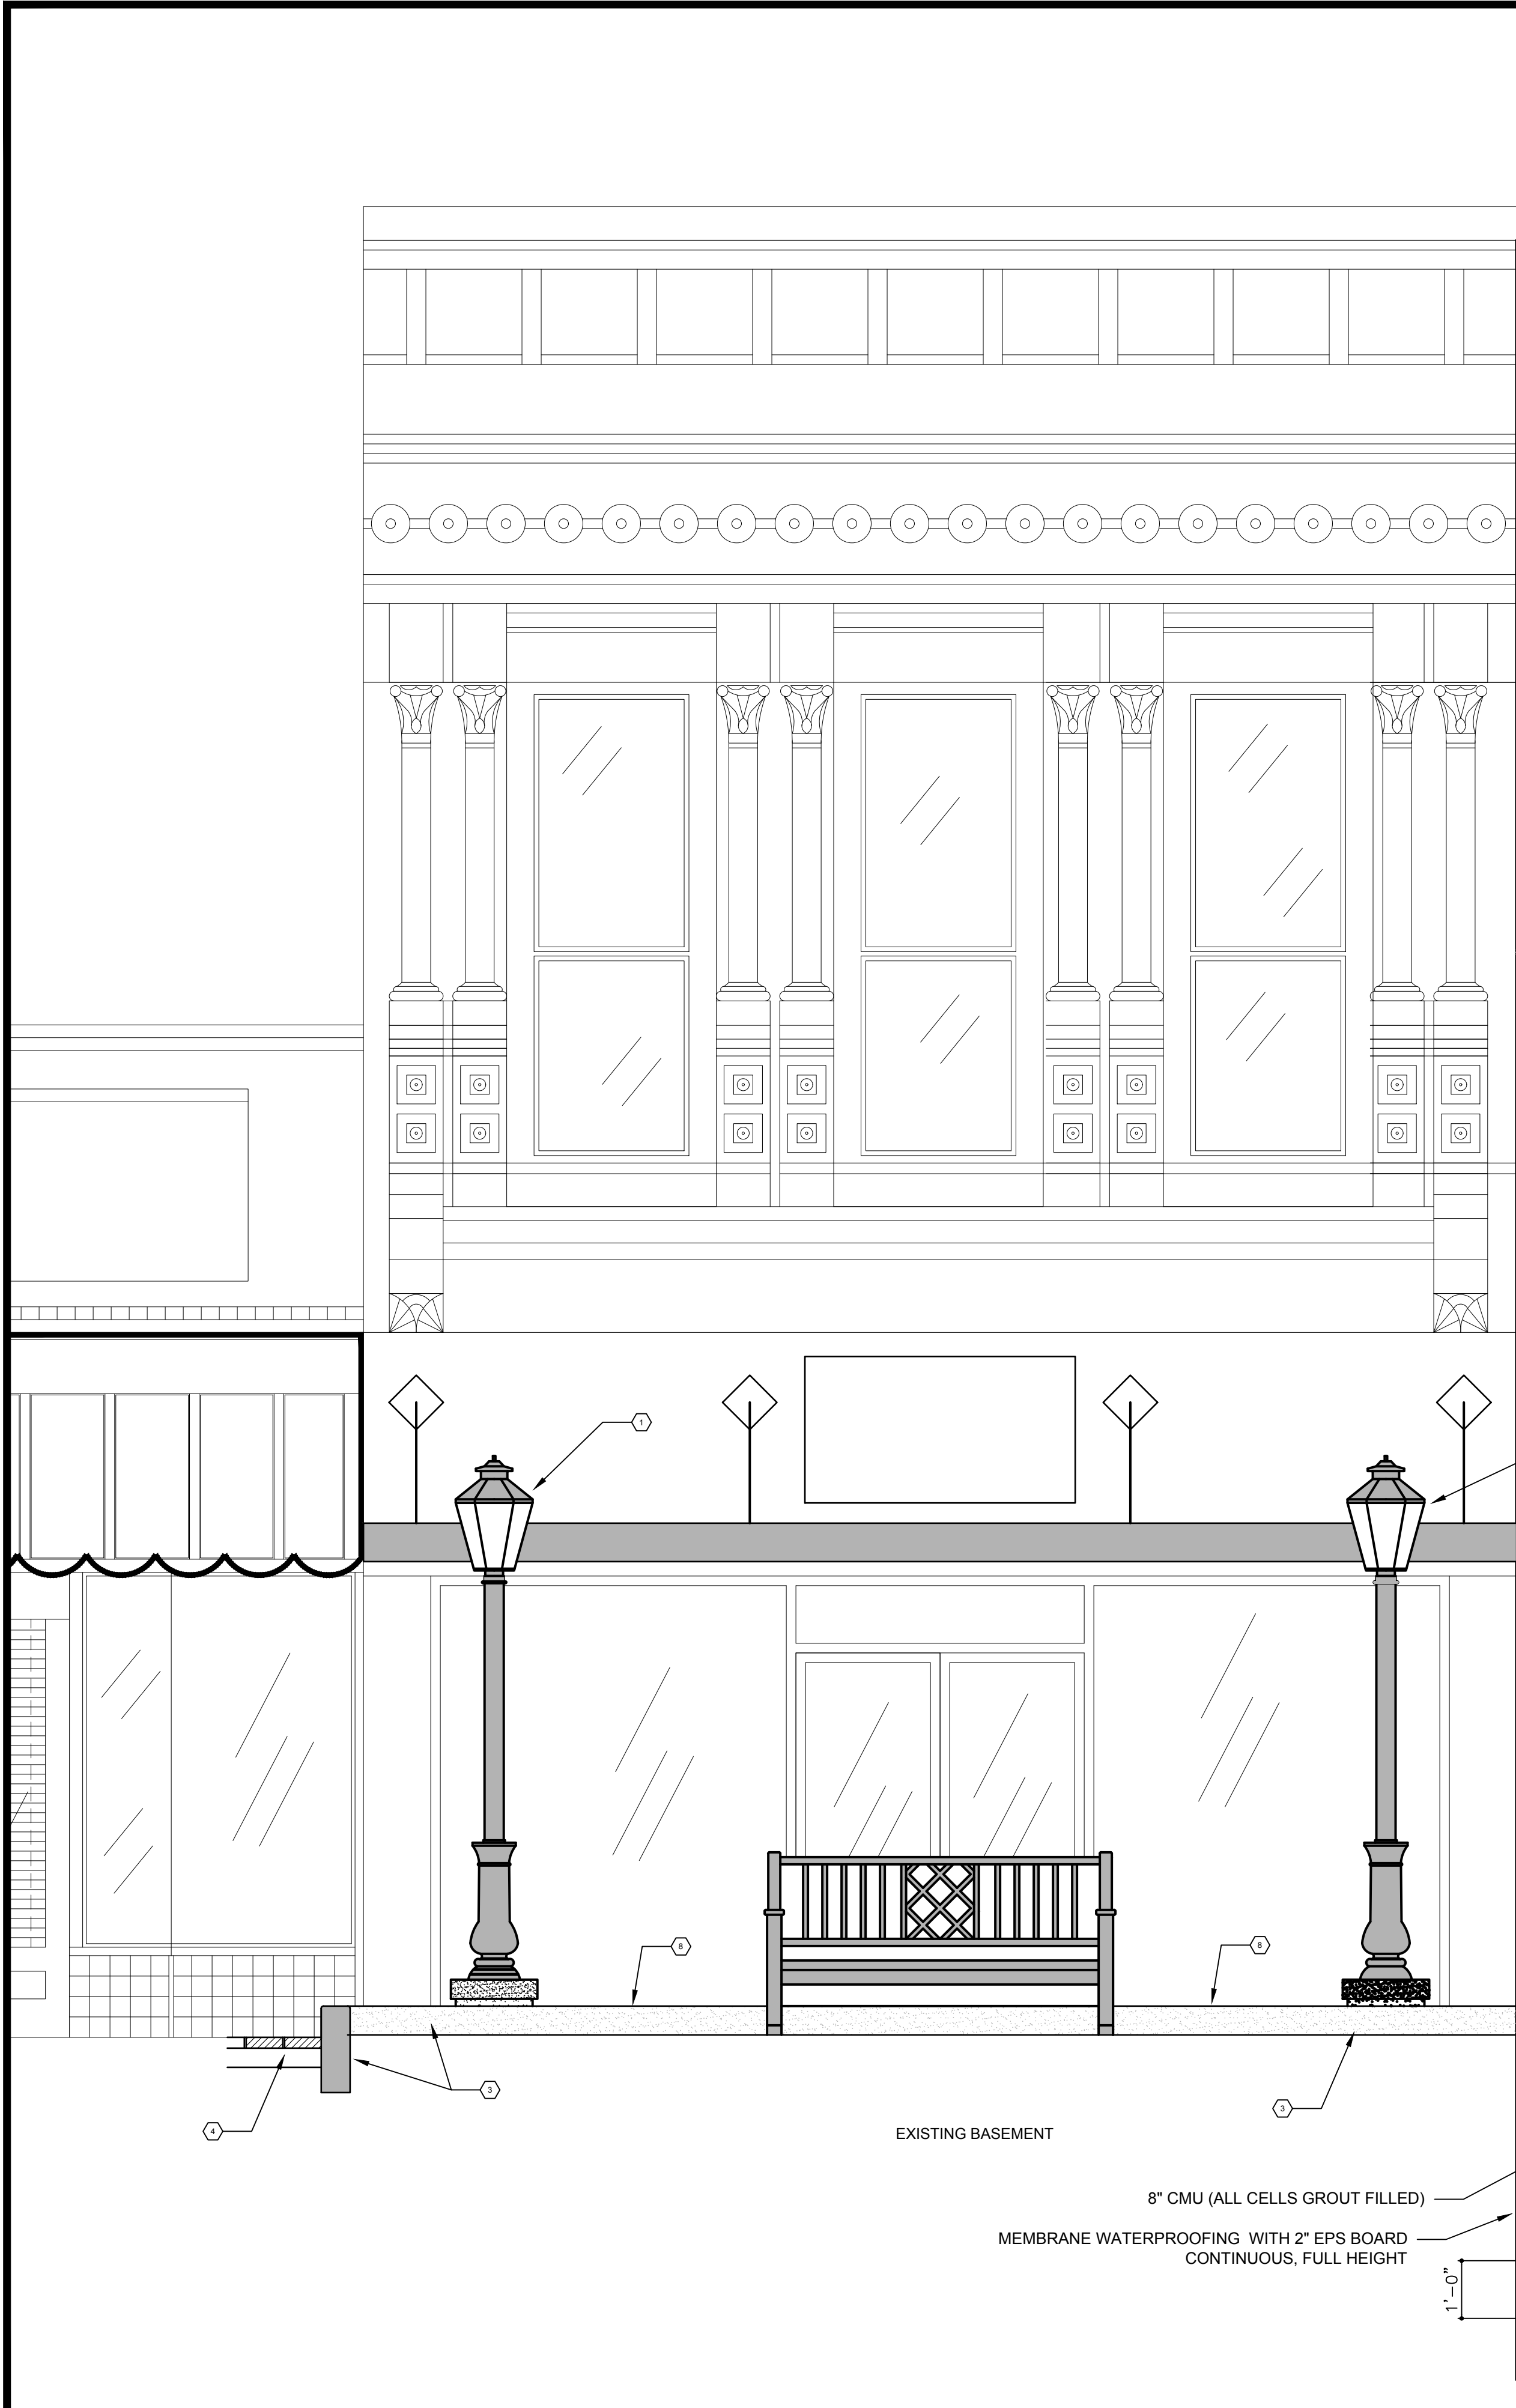 1
8
8
3
3
4
EXISTING BASEMENT
8" CMU (ALL CELLS GROUT FILLED)
MEMBRANE WATERPROOFING WITH 2" EPS BOARD
CONTINUOUS, FULL HEIGHT
1'-0"